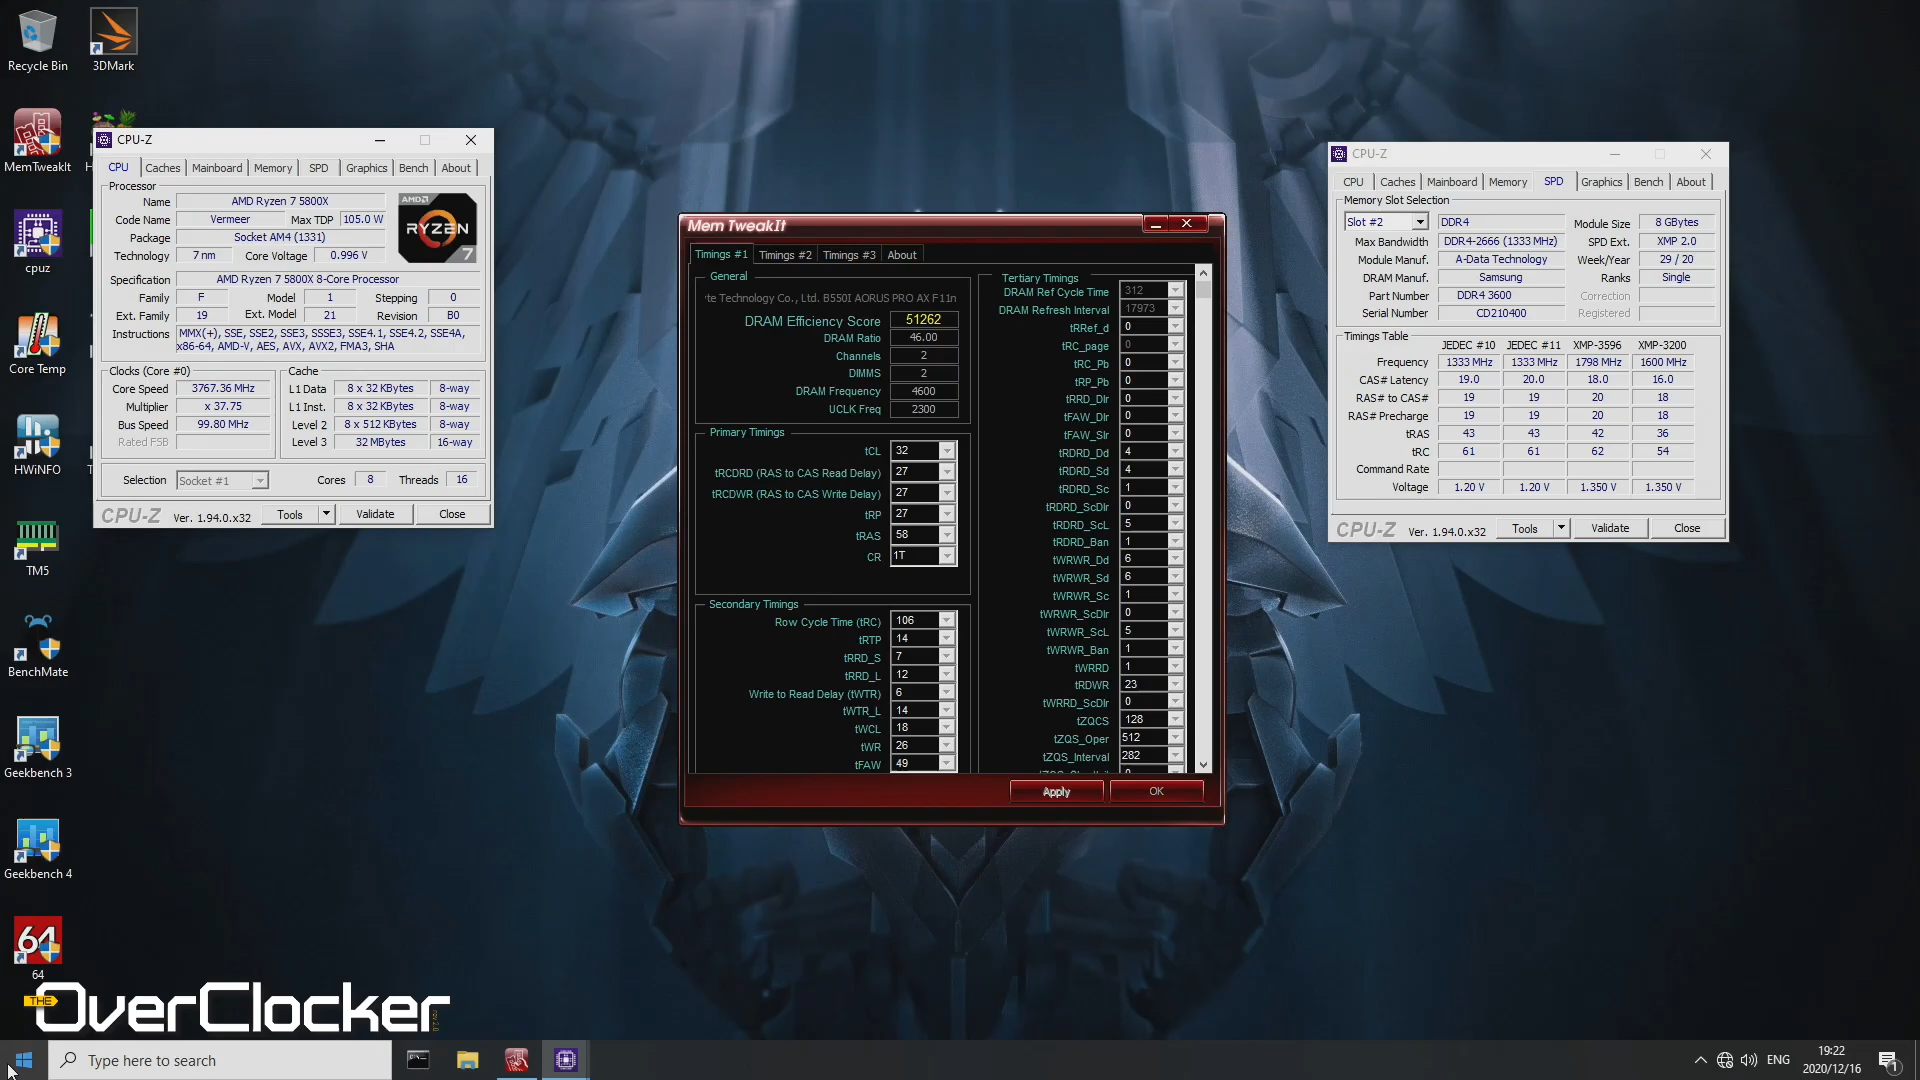 Recycle Bin
3DMark
MemTweakIt
cpuz
Core Temp
HWiNFO
TM5
BenchMate
Geekbench 3
Geekbench 4
64
64
THE OverClocker
CPU-Z
CPU Caches Mainboard Memory SPD Graphics Bench About
Processor
Name AMD Ryzen 7 5800X
Code Name Vermeer Max TDP 105.0 W
Package Socket AM4 (1331)
Technology 7 nm Core Voltage 0.996 V
AMD
RYZEN
7
Specification AMD Ryzen 7 5800X 8-Core Processor
Family F Model 1 Stepping 0
Ext. Family 19 Ext. Model 21 Revision B0
Instructions MMX(+), SSE, SSE2, SSE3, SSSE3, SSE4.1, SSE4.2, SSE4A,
x86-64, AMD-V, AES, AVX, AVX2, FMA3, SHA
Clocks (Core #0)
Core Speed 3767.36 MHz
Multiplier x 37.75
Bus Speed 99.80 MHz
Rated FSB
Cache
L1 Data 8 x 32 KBytes 8-way
L1 Inst. 8 x 32 KBytes 8-way
Level 2 8 x 512 KBytes 8-way
Level 3 32 MBytes 16-way
Selection Socket #1 Cores 8 Threads 16
CPU-Z Ver. 1.94.0.x32 Tools Validate Close
Mem TweakIt
Timings #1 Timings #2 Timings #3 About
General
te Technology Co., Ltd. B550I AORUS PRO AX F11n
DRAM Efficiency Score 51262
DRAM Ratio 46.00
Channels 2
DIMMS 2
DRAM Frequency 4600
UCLK Freq 2300
Primary Timings
tCL 32
tRCDRD (RAS to CAS Read Delay) 27
tRCDWR (RAS to CAS Write Delay) 27
tRP 27
tRAS 58
CR 1T
Secondary Timings
Row Cycle Time (tRC) 106
tRTP 14
tRRD_S 7
tRRD_L 12
Write to Read Delay (tWTR) 6
tWTR_L 14
tWCL 18
tWR 26
tFAW 49
Tertiary Timings
DRAM Ref Cycle Time 312
DRAM Refresh Interval 17973
tRRef_d 0
tRC_page 0
tRC_Pb 0
tRP_Pb 0
tRRD_Dlr 0
tFAW_Dlr 0
tFAW_Slr 0
tRDRD_Dd 4
tRDRD_Sd 4
tRDRD_Sc 1
tRDRD_ScDlr 0
tRDRD_ScL 5
tRDRD_Ban 1
tWRWR_Dd 6
tWRWR_Sd 6
tWRWR_Sc 1
tWRWR_ScDlr 0
tWRWR_ScL 5
tWRWR_Ban 1
tWRRD 1
tRDWR 23
tWRRD_ScDlr 0
tZQCS 128
tZQS_Oper 512
tZQS_Interval 282
Apply OK
CPU-Z
CPU Caches Mainboard Memory SPD Graphics Bench About
Memory Slot Selection
Slot #2 DDR4 Module Size 8 GBytes
Max Bandwidth DDR4-2666 (1333 MHz) SPD Ext. XMP 2.0
Module Manuf. A-Data Technology Week/Year 29 / 20
DRAM Manuf. Samsung Ranks Single
Part Number DDR4 3600 Correction
Serial Number CD210400 Registered
Timings Table
JEDEC #10 JEDEC #11 XMP-3596 XMP-3200
Frequency 1333 MHz 1333 MHz 1798 MHz 1600 MHz
CAS# Latency 19.0 20.0 18.0 16.0
RAS# to CAS# 19 19 20 18
RAS# Precharge 19 19 20 18
tRAS 43 43 42 36
tRC 61 61 62 54
Command Rate
Voltage 1.20 V 1.20 V 1.350 V 1.350 V
CPU-Z Ver. 1.94.0.x32 Tools Validate Close
Type here to search
ENG
19:22
2020/12/16
1